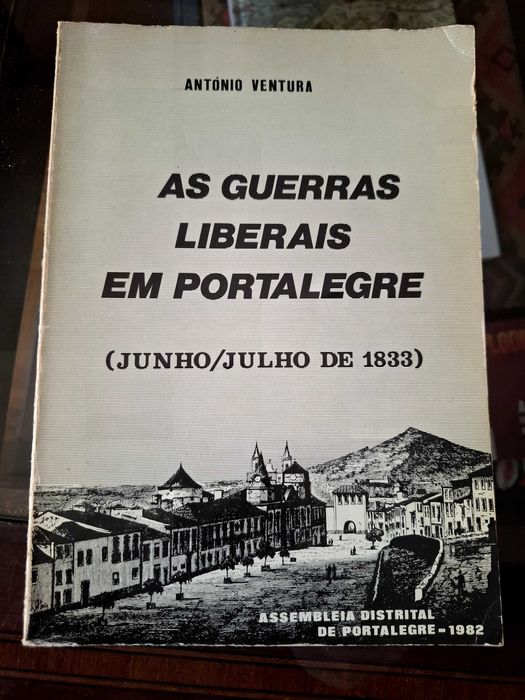 ANTÓNIO VENTURA
AS GUERRAS
LIBERAIS
EM PORTALEGRE
(JUNHO/JULHO DE 1833)
ASSEMBLEIA DISTRITAL
DE PORTALEGRE-1982